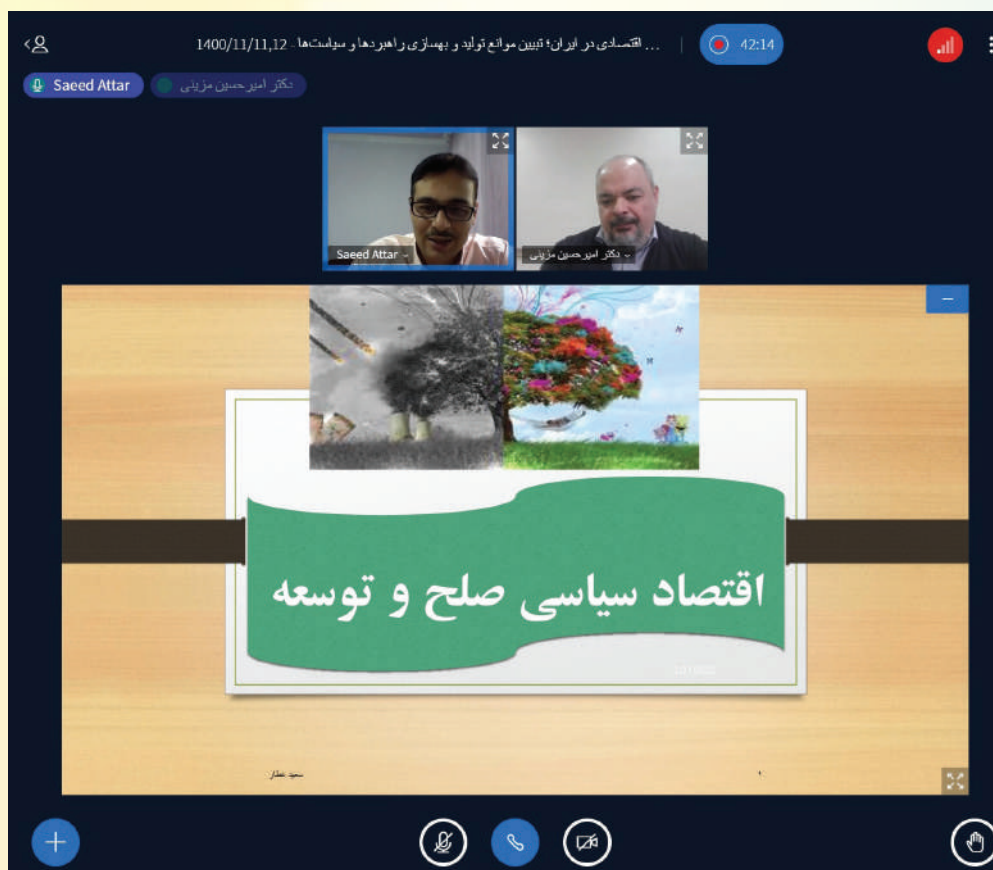 ... اقتصادی در ایران؛ تبیین موانع تولید و بهسازی راهبردها و سیاست‌ها - 1400/11/11,12
42:14
Saeed Attar
دکتر امیرحسین مزینی
Saeed Attar
دکتر امیرحسین مزینی
اقتصاد سیاسی صلح و توسعه
سعید عطار